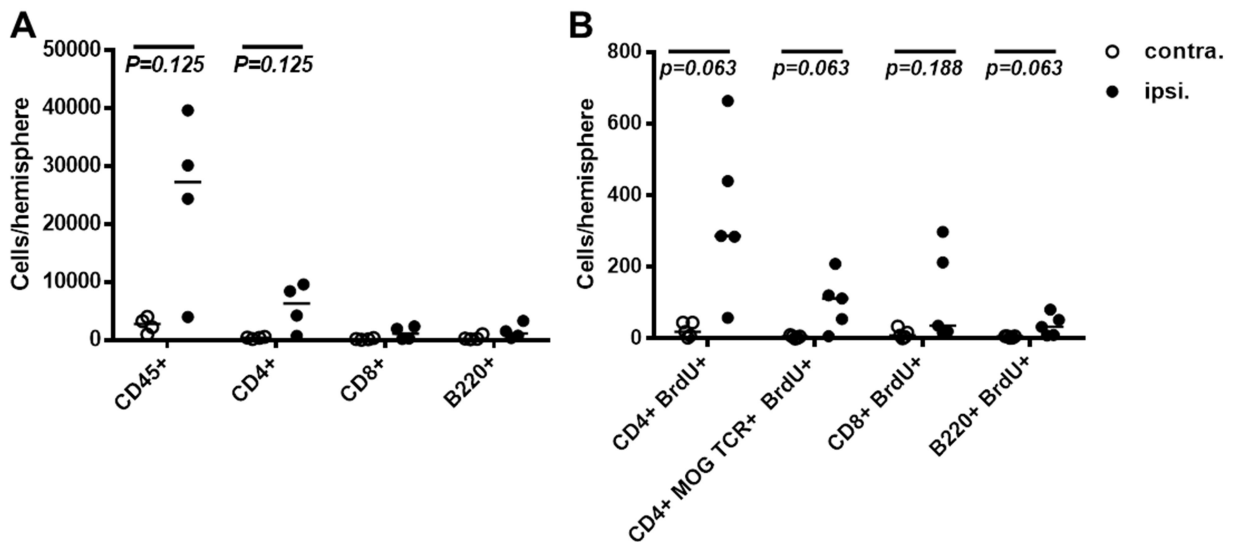 A
50000
40000
30000
20000
10000
0
Cells/hemisphere
P=0.125
P=0.125
CD45+
CD4+
CD8+
B220+
B
800
600
400
200
0
Cells/hemisphere
p=0.063
p=0.063
p=0.188
p=0.063
CD4+ BrdU+
CD4+ MOG TCR+ BrdU+
CD8+ BrdU+
B220+ BrdU+
contra.
ipsi.